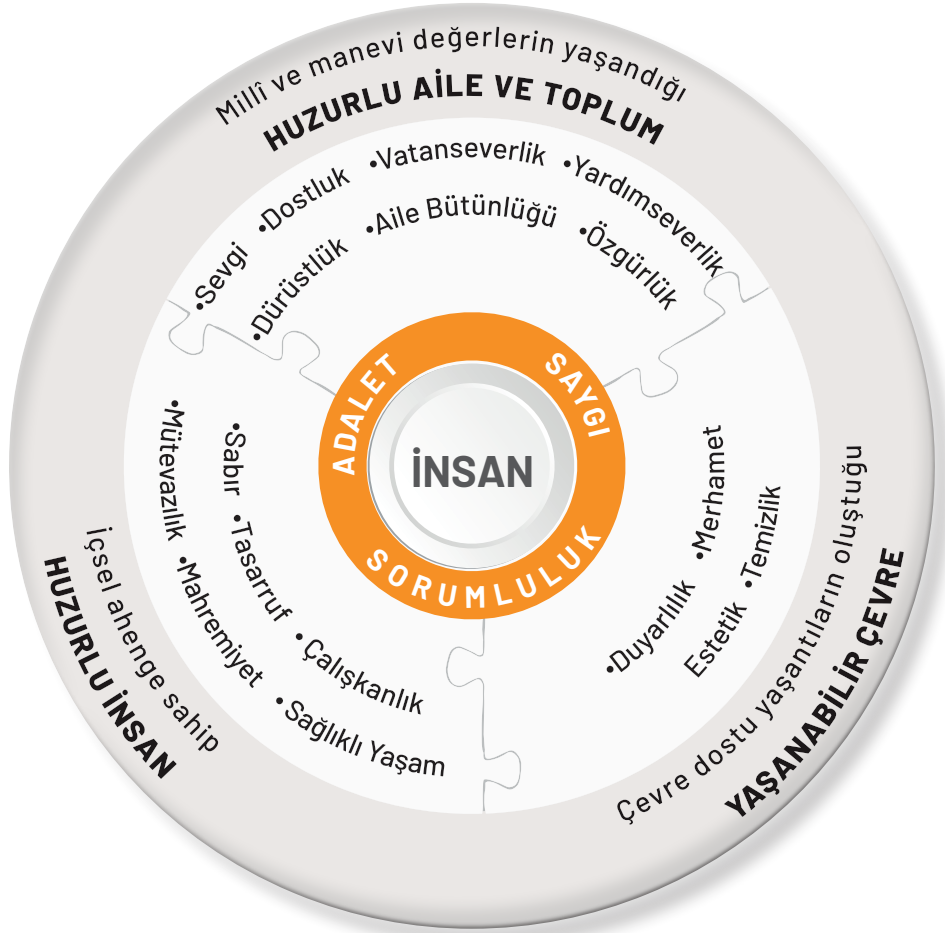 Millî ve manevi değerlerin yaşandığı
HUZURLU AİLE VE TOPLUM
•Sevgi •Dostluk •Vatanseverlik •Yardımseverlik
•Dürüstlük •Aile Bütünlüğü •Özgürlük
ADALET
SAYGI
SORUMLULUK
İNSAN
•Mütevazılık •Mahremiyet •Sağlıklı Yaşam
•Sabır •Tasarruf •Çalışkanlık
İçsel ahenge sahip
HUZURLU İNSAN
•Duyarlılık •Merhamet
Estetik •Temizlik
Çevre dostu yaşantıların oluştuğu
YAŞANABİLİR ÇEVRE